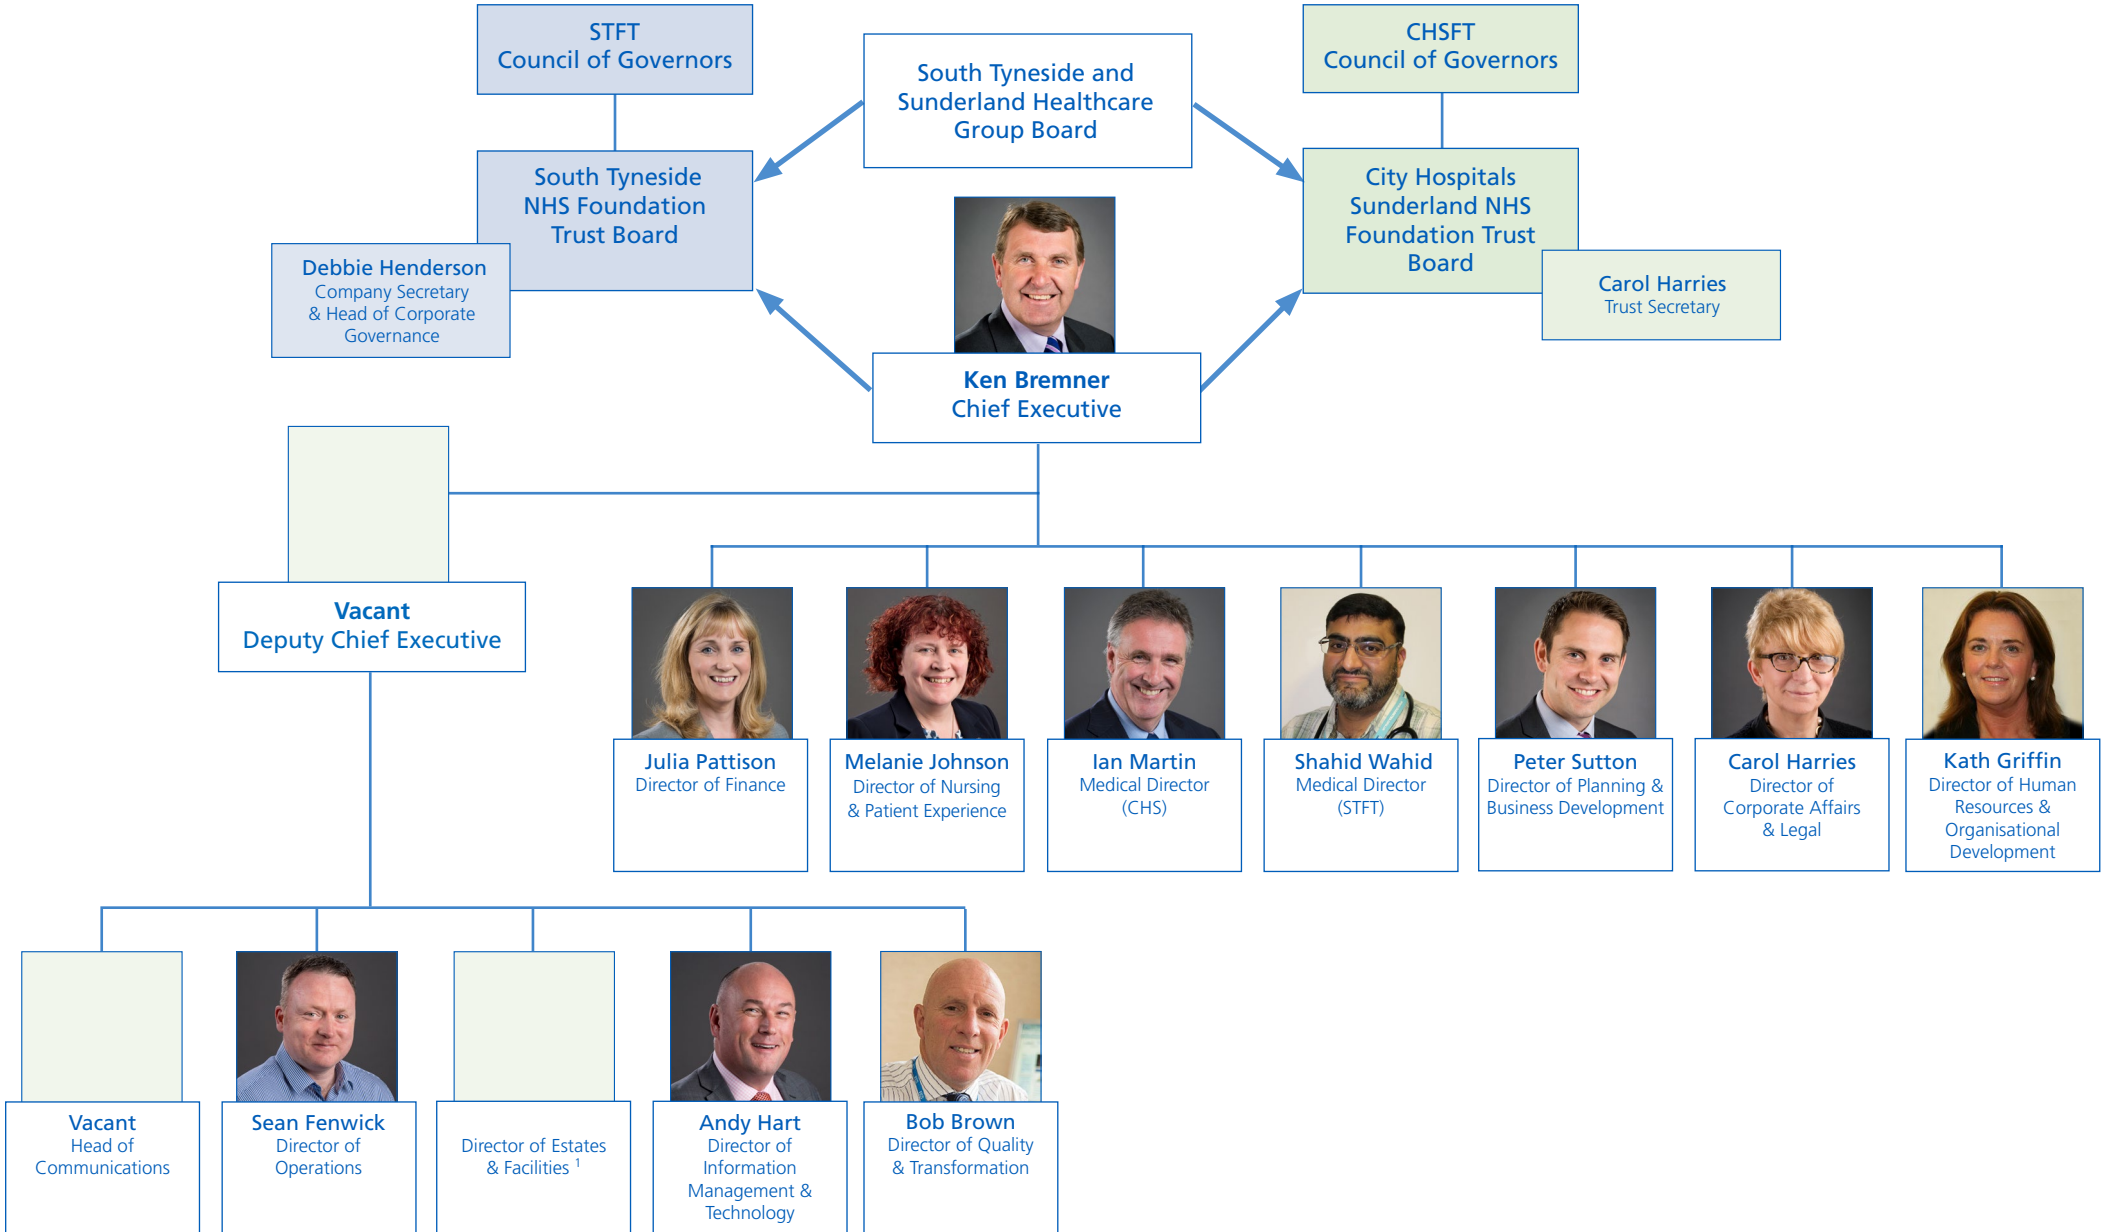 STFT
Council of Governors
South Tyneside and
Sunderland Healthcare
Group Board
CHSFT
Council of Governors
South Tyneside
NHS Foundation
Trust Board
City Hospitals
Sunderland NHS
Foundation Trust
Board
Debbie Henderson
Company Secretary
& Head of Corporate
Governance
Carol Harries
Trust Secretary
Ken Bremner
Chief Executive
Vacant
Deputy Chief Executive
Julia Pattison
Director of Finance
Melanie Johnson
Director of Nursing
& Patient Experience
Ian Martin
Medical Director
(CHS)
Shahid Wahid
Medical Director
(STFT)
Peter Sutton
Director of Planning &
Business Development
Carol Harries
Director of
Corporate Affairs
& Legal
Kath Griffin
Director of Human
Resources &
Organisational
Development
Vacant
Head of
Communications
Sean Fenwick
Director of
Operations
Director of Estates
& Facilities 1
Andy Hart
Director of
Information
Management &
Technology
Bob Brown
Director of Quality
& Transformation